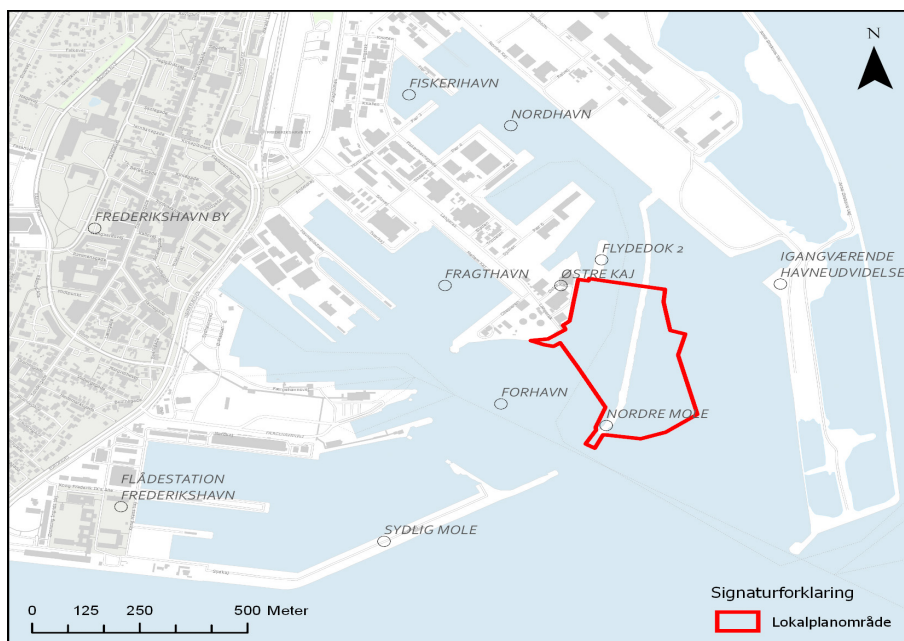 N
FISKERIHAVN
NORDHAVN
FREDERIKSHAVN BY
FLYDEDOK 2
IGANGVÆRENDE
HAVNEUDVIDELSE
FRAGTHAVN
ØSTRE KAJ
FORHAVN
NORDRE MOLE
FLÅDESTATION
FREDERIKSHAVN
SYDLIG MOLE
Signaturforklaring
Lokalplanområde
0 125 250 500 Meter